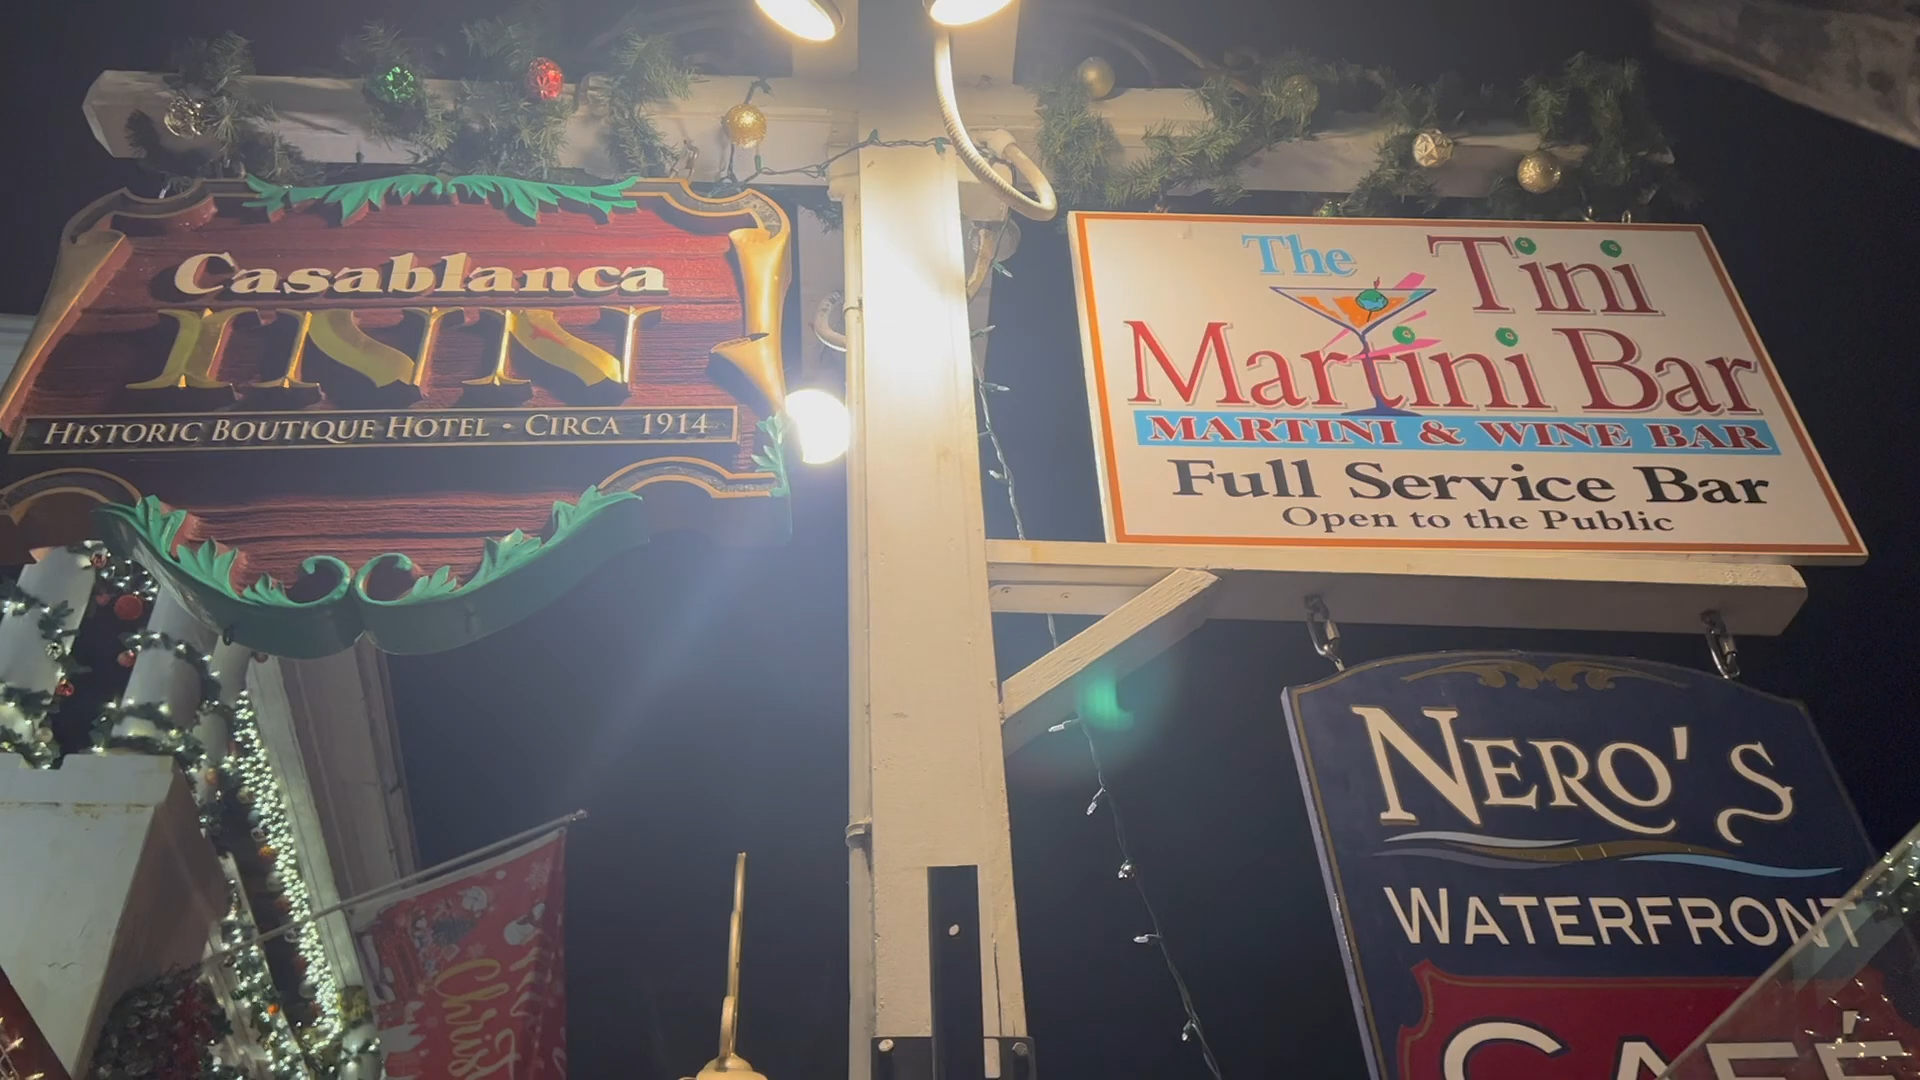 Casablanca
INN
HISTORIC BOUTIQUE HOTEL • CIRCA 1914
The Tini
Martini Bar
MARTINI & WINE BAR
Full Service Bar
Open to the Public
NERO'S
WATERFRONT
CAFÉ